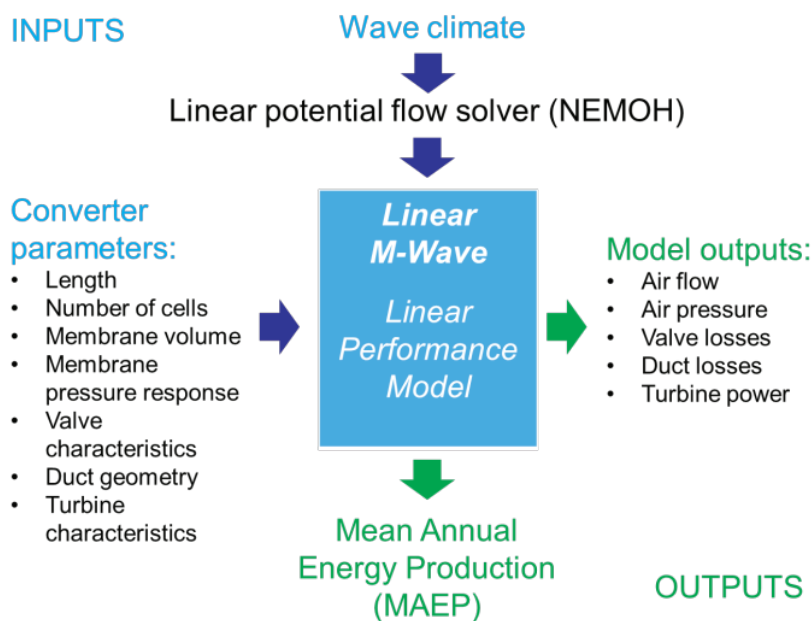 INPUTS
Wave climate
Linear potential flow solver (NEMOH)
Converter
parameters:
• Length
• Number of cells
• Membrane volume
• Membrane
pressure response
• Valve
characteristics
• Duct geometry
• Turbine
characteristics
Linear
M-Wave
Linear
Performance
Model
Model outputs:
• Air flow
• Air pressure
• Valve losses
• Duct losses
• Turbine power
Mean Annual
Energy Production
(MAEP)
OUTPUTS